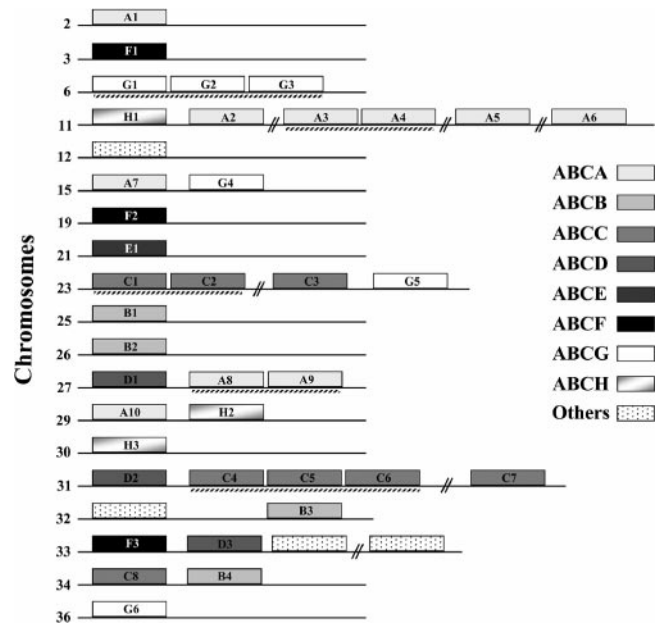 2 A1
3 F1
6 G1 G2 G3
11 H1 A2 // A3 A4 // A5 // A6
12
15 A7 G4
19 F2
21 E1
23 C1 C2 // C3 G5
25 B1
26 B2
27 D1 A8 A9
29 A10 H2
30 H3
31 D2 C4 C5 C6 // C7
32 B3
33 F3 D3 //
34 C8 B4
36 G6
Chromosomes
ABCA
ABCB
ABCC
ABCD
ABCE
ABCF
ABCG
ABCH
Others